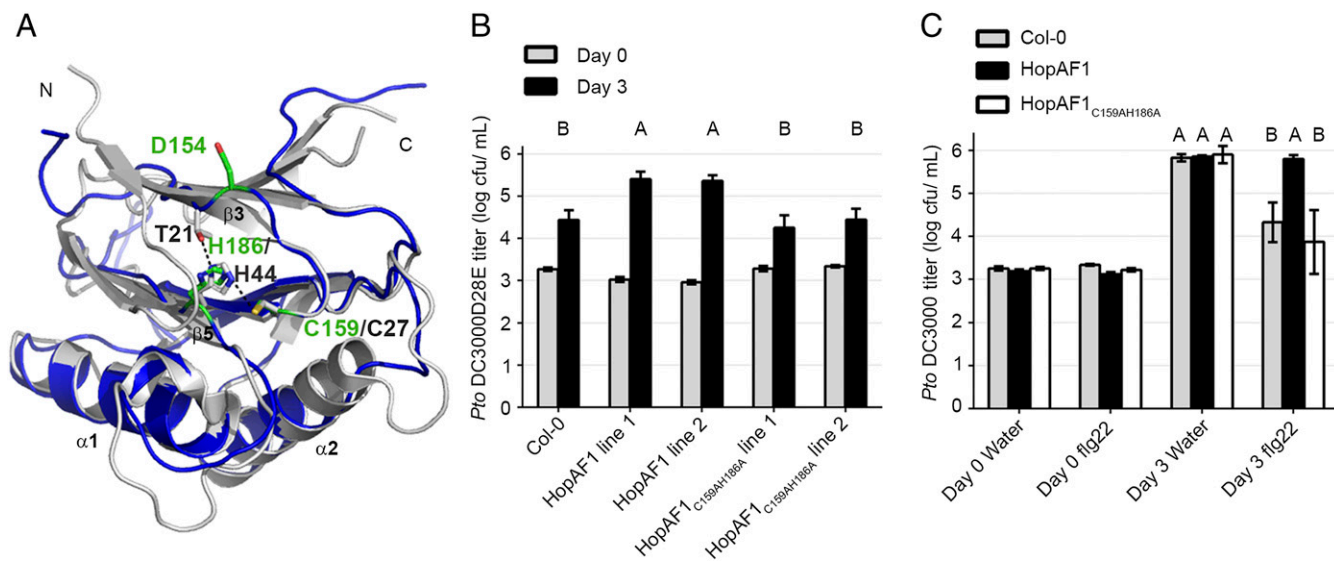 A
N
C
D154
β3
T21
H186/
H44
C159/C27
β5
α1
α2
B
Day 0
Day 3
B A A B B
Pto DC3000D28E titer (log cfu/ mL)
6
5
4
3
2
1
0
Col-0
HopAF1 line 1
HopAF1 line 2
HopAF1C159AH186A line 1
HopAF1C159AH186A line 2
C
Col-0
HopAF1
HopAF1C159AH186A
A A A B A B
Pto DC3000 titer (log cfu/ mL)
6
5
4
3
2
1
0
Day 0 Water
Day 0 flg22
Day 3 Water
Day 3 flg22